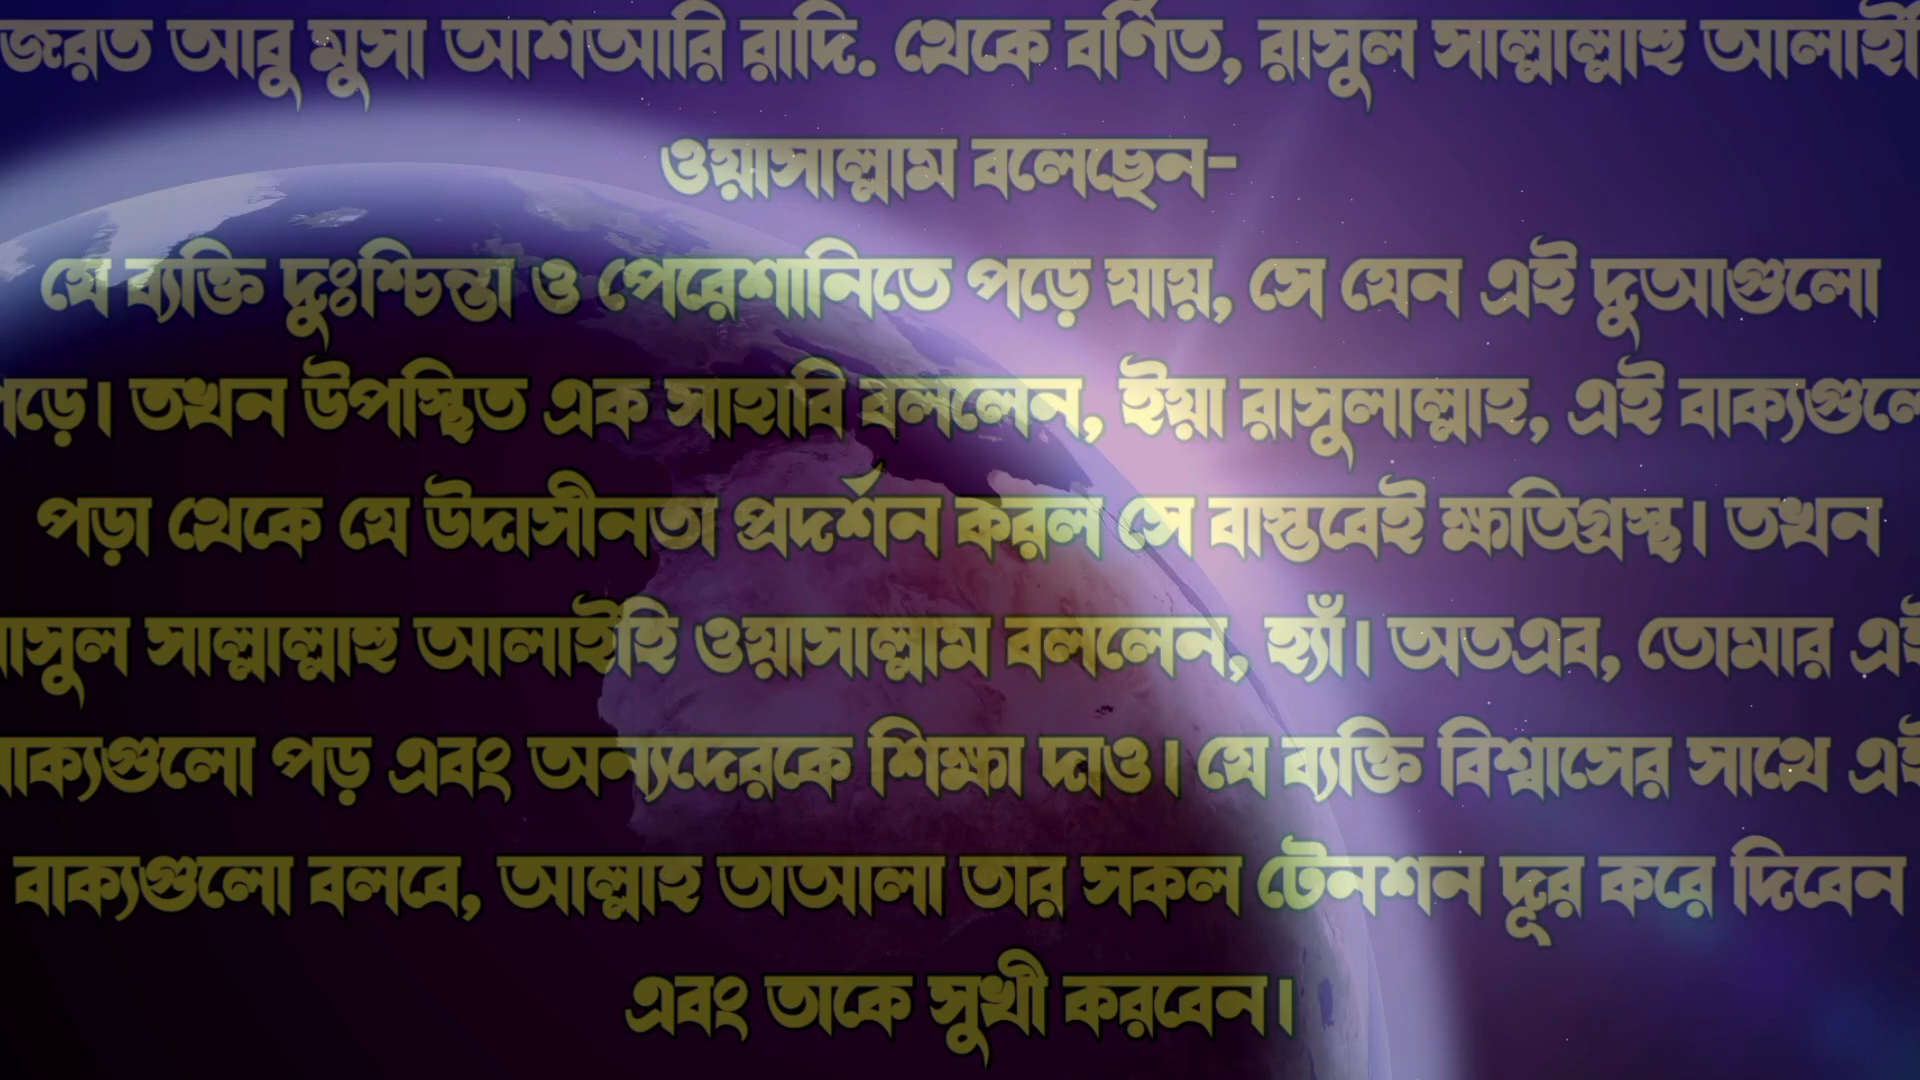 জরত আবু মুসা আশআরি রাদি. থেকে বর্ণিত, রাসুল সাল্লাল্লাহু আলাইহি
ওয়াসাল্লাম বলেছেন-
যে ব্যক্তি দুঃশ্চিন্তা ও পেরেশানিতে পড়ে যায়, সে যেন এই দুআগুলো
পড়ে। তখন উপস্থিত এক সাহাবি বললেন, ইয়া রাসুলাল্লাহ, এই বাক্যগুলো
পড়া থেকে যে উদাসীনতা প্রদর্শন করল সে বাস্তবেই ক্ষতিগ্রস্থ। তখন
াসুল সাল্লাল্লাহু আলাইহি ওয়াসাল্লাম বললেন, হ্যাঁ। অতএব, তোমার এই
বাক্যগুলো পড় এবং অন্যদেরকে শিক্ষা দাও। যে ব্যক্তি বিশ্বাসের সাথে এই
বাক্যগুলো বলবে, আল্লাহ তাআলা তার সকল টেনশন দূর করে দিবেন
এবং তাকে সুখী করবেন।